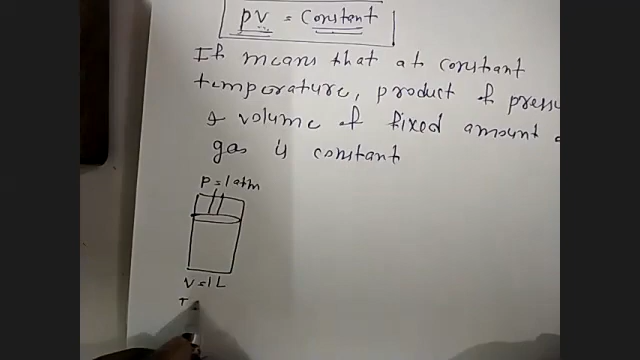 PV = Constant
It means that at constant
temperature, product of pressu
& volume of fixed amount
gas is constant
P = 1 atm
V = 1 L
T